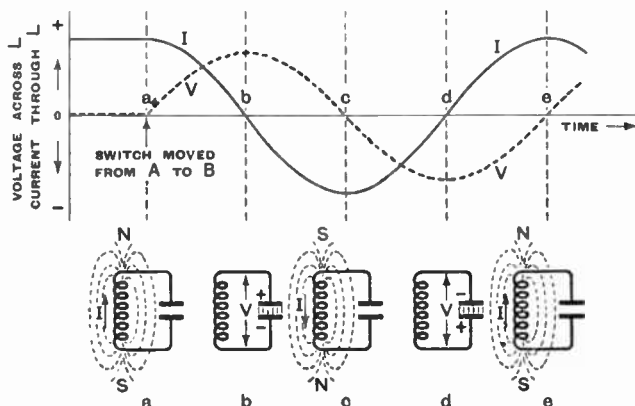 +
I
I
VOLTAGE ACROSS L
CURRENT THROUGH L
a
V
b
c
d
e
0
TIME
SWITCH MOVED
FROM A TO B
V
−
N
S
N
I
V
+
−
I
V
−
+
I
S
N
S
a
b
c
d
e